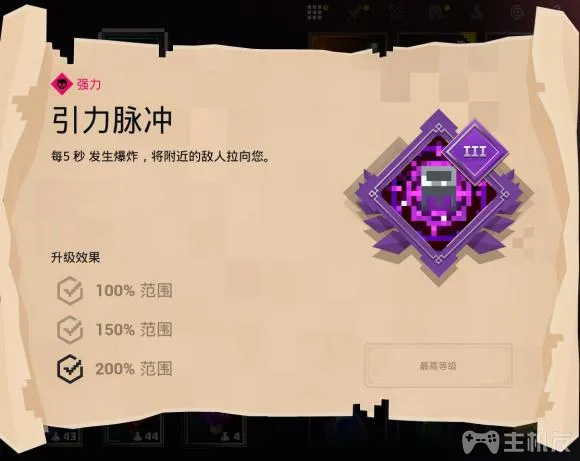 强力
引力脉冲
每5 秒 发生爆炸，将附近的敌人拉向您。
III
升级效果
100% 范围
150% 范围
200% 范围
最高等级
43
44
4
主机友